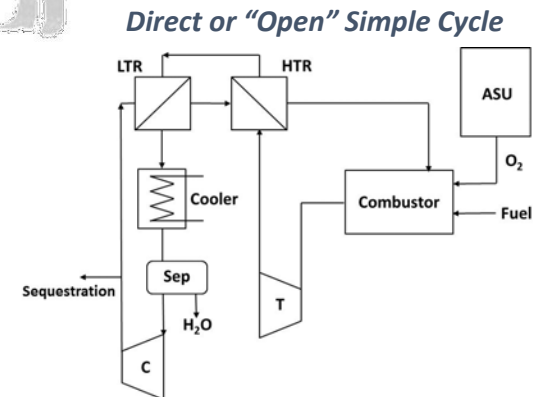 Direct or “Open” Simple Cycle
LTR
HTR
ASU
O₂
Combustor
Fuel
Cooler
Sep
Sequestration
H₂O
T
C